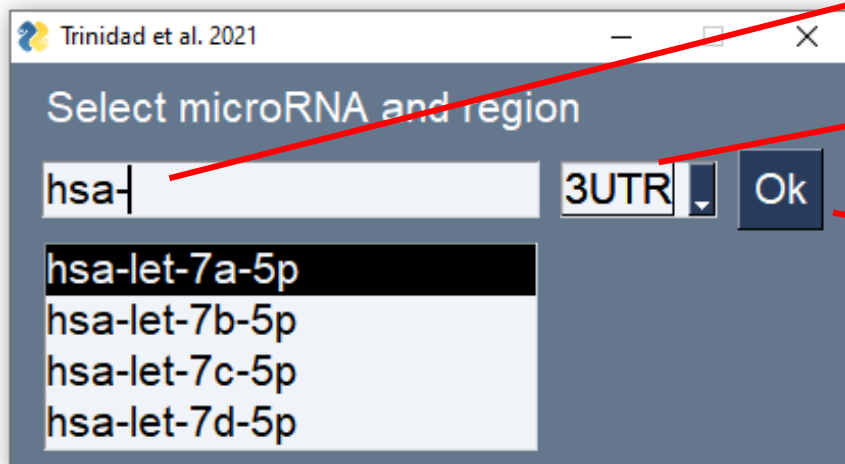 Trinidad et al. 2021
Select microRNA and region
hsa- 3UTR Ok
hsa-let-7a-5p
hsa-let-7b-5p
hsa-let-7c-5p
hsa-let-7d-5p